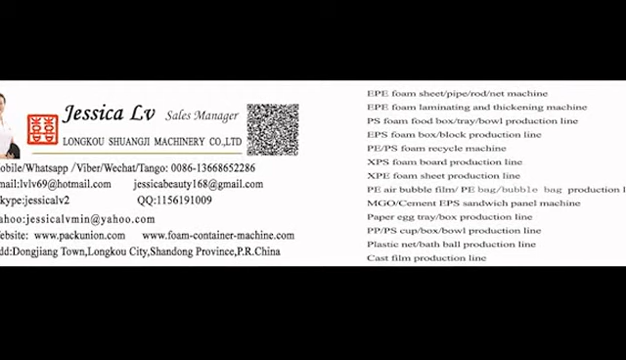 Jessica Lv Sales Manager
LONGKOU SHUANGJI MACHINERY CO.,LTD
obile/Whatsapp /Viber/Wechat/Tango: 0086-13668652286
mail:lvlv69@hotmail.com jessicabeauty168@gmail.com
kype:jessicalv2 QQ:1156191009
ahoo:jessicalvmin@yahoo.com
ebsite: www.packunion.com www.foam-container-machine.com
dd:Dongjiang Town,Longkou City,Shandong Province,P.R.China
EPE foam sheet/pipe/rod/net machine
EPE foam laminating and thickening machine
PS foam food box/tray/bowl production line
EPS foam box/block production line
PE/PS foam recycle machine
XPS foam board production line
XPE foam sheet production line
PE air bubble film/ PE bag/bubble bag production l
MGO/Cement EPS sandwich panel machine
Paper egg tray/box production line
PP/PS cup/box/bowl production line
Plastic net/bath ball production line
Cast film production line